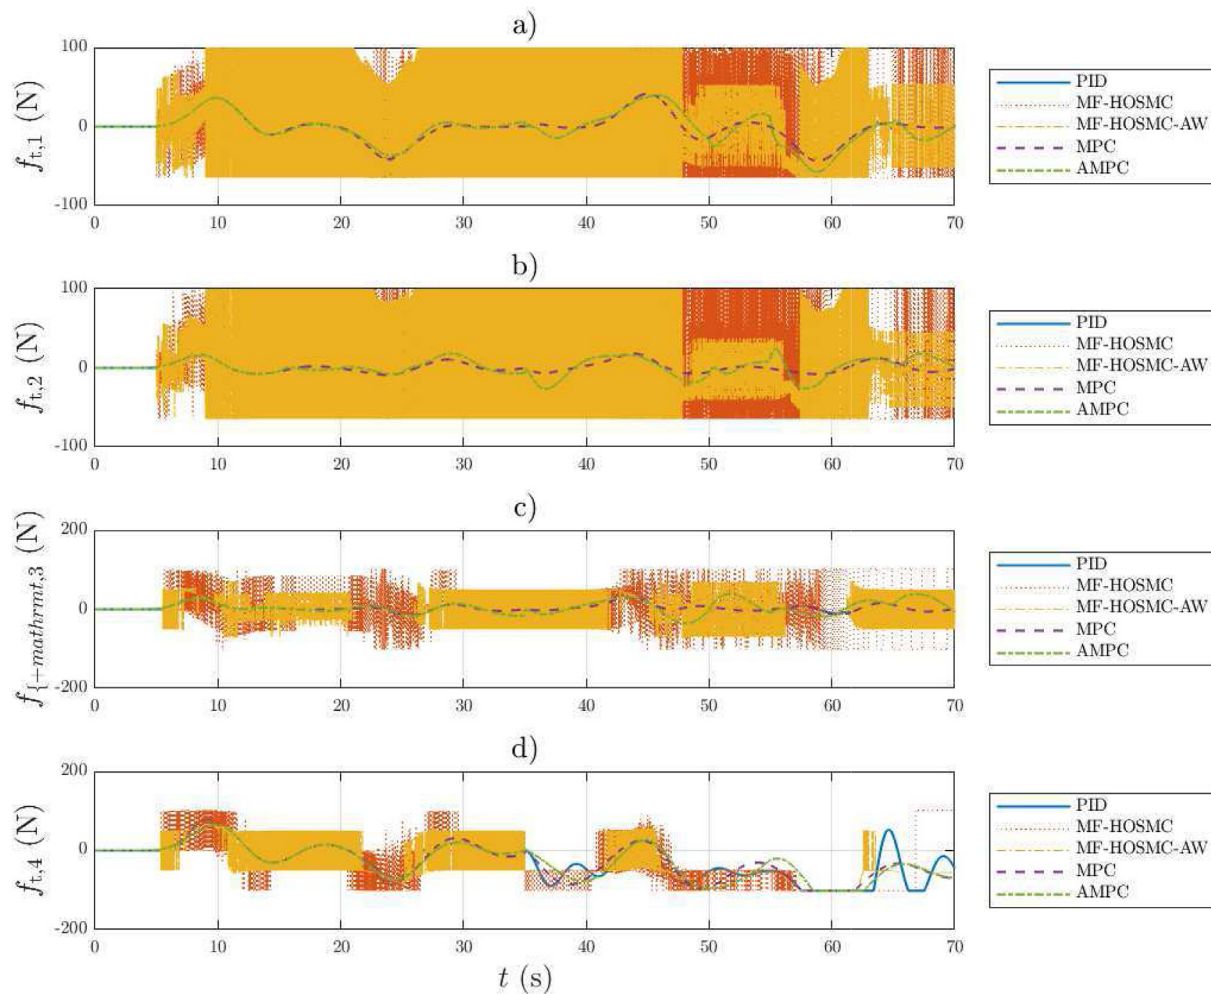 a)
100
0
-100
f_{t,1} (N)
0 10 20 30 40 50 60 70
PID
MF-HOSMC
MF-HOSMC-AW
MPC
AMPC
b)
100
0
-100
f_{t,2} (N)
0 10 20 30 40 50 60 70
PID
MF-HOSMC
MF-HOSMC-AW
MPC
AMPC
c)
200
0
-200
f_{{+mathrmt,3} (N)
0 10 20 30 40 50 60 70
PID
MF-HOSMC
MF-HOSMC-AW
MPC
AMPC
d)
200
0
-200
f_{t,4} (N)
0 10 20 30 40 50 60 70
t (s)
PID
MF-HOSMC
MF-HOSMC-AW
MPC
AMPC